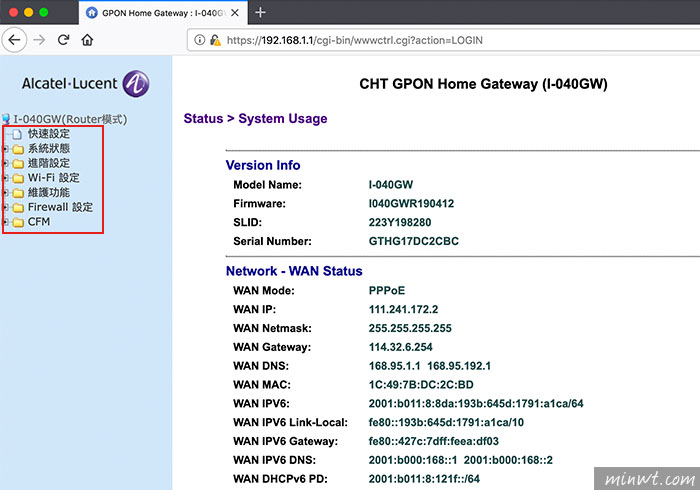 GPON Home Gateway : I-040GW
https://192.168.1.1/cgi-bin/wwwctrl.cgi?action=LOGIN
Alcatel·Lucent
CHT GPON Home Gateway (I-040GW)
I-040GW(Router模式)
快速設定
系統狀態
進階設定
Wi-Fi 設定
維護功能
Firewall 設定
CFM
Status > System Usage
Version Info
Model Name: I-040GW
Firmware: I040GWR190412
SLID: 223Y198280
Serial Number: GTHG17DC2CBC
Network - WAN Status
WAN Mode: PPPoE
WAN IP: 111.241.172.2
WAN Netmask: 255.255.255.255
WAN Gateway: 114.32.6.254
WAN DNS: 168.95.1.1 168.95.192.1
WAN MAC: 1C:49:7B:DC:2C:BD
WAN IPV6: 2001:b011:8:8da:193b:645d:1791:a1ca/64
WAN IPV6 Link-Local: fe80::193b:645d:1791:a1ca/10
WAN IPV6 Gateway: fe80::427c:7dff:feea:df03
WAN IPV6 DNS: 2001:b000:168::1 2001:b000:168::2
WAN DHCPv6 PD: 2001:b011:8:121f::/64
minwt.com